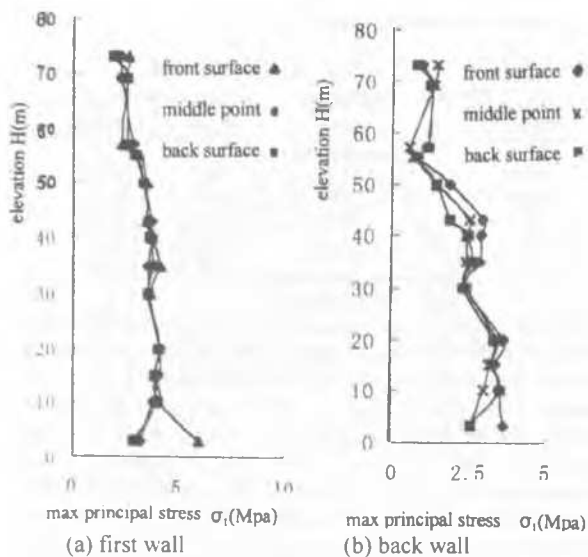 80
70
60
50
40
30
20
10
0
elevation H(m)
front surface
middle point
back surface
0
5
10
max principal stress σ₁(Mpa)
(a) first wall
80
70
60
50
40
30
20
10
0
elevation H(m)
front surface
middle point
back surface
0
2.5
5
max principal stress σ₁(Mpa)
(b) back wall